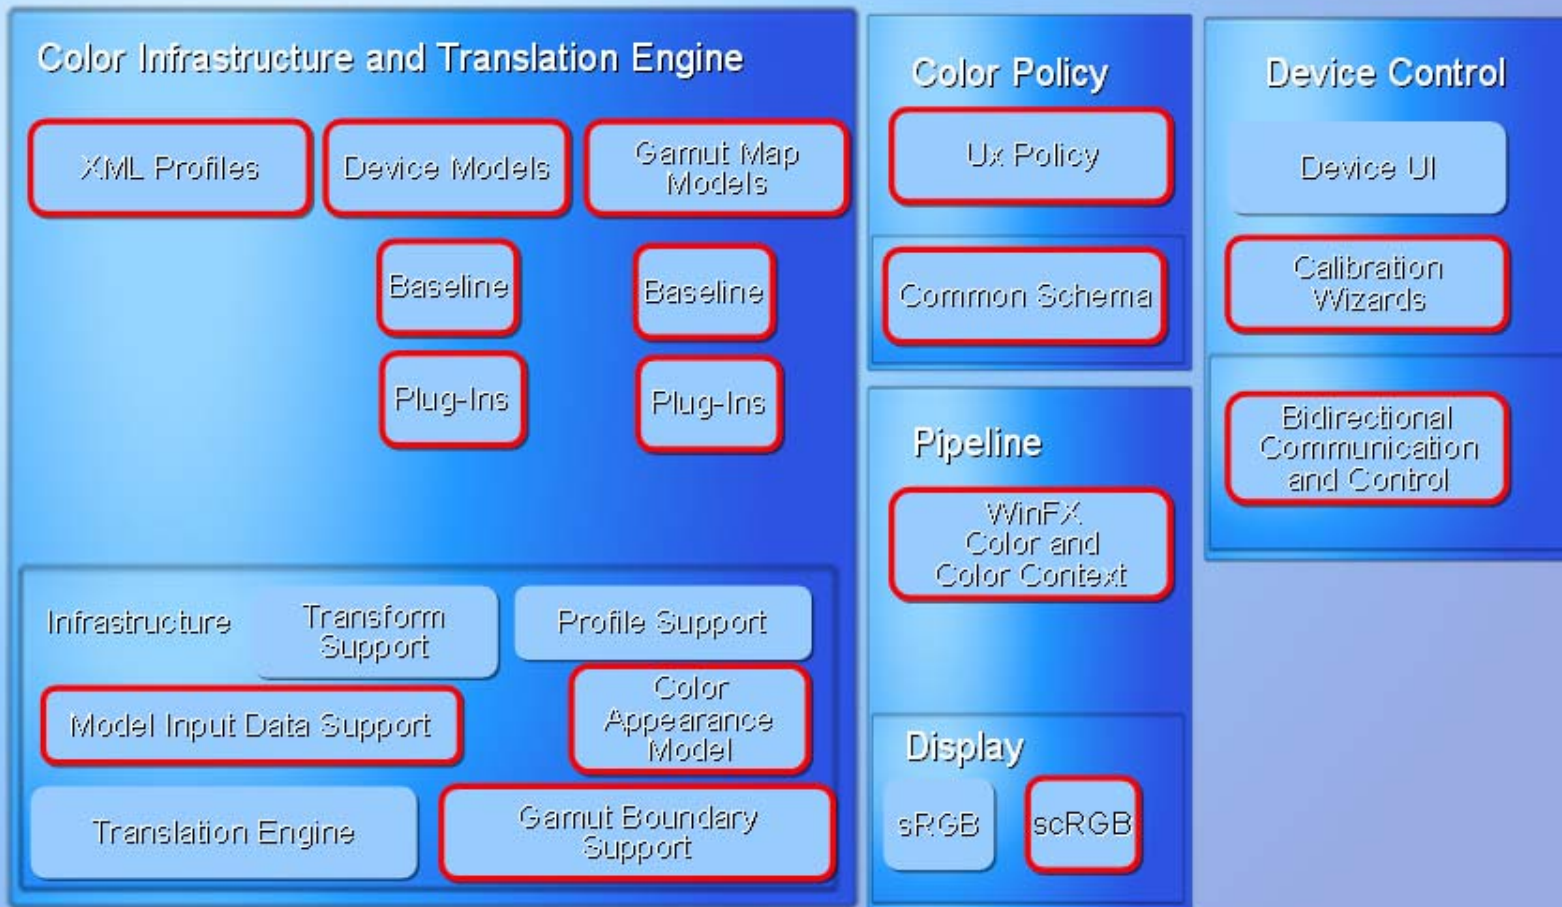 Color Infrastructure and Translation Engine
XML Profiles
Device Models
Gamut Map
Models
Baseline
Baseline
Plug-Ins
Plug-Ins
Infrastructure
Transform
Support
Profile Support
Model Input Data Support
Color
Appearance
Model
Translation Engine
Gamut Boundary
Support
Color Policy
Ux Policy
Common Schema
Pipeline
WinFX
Color and
Color Context
Display
sRGB
scRGB
Device Control
Device UI
Calibration
Wizards
Bidirectional
Communication
and Control